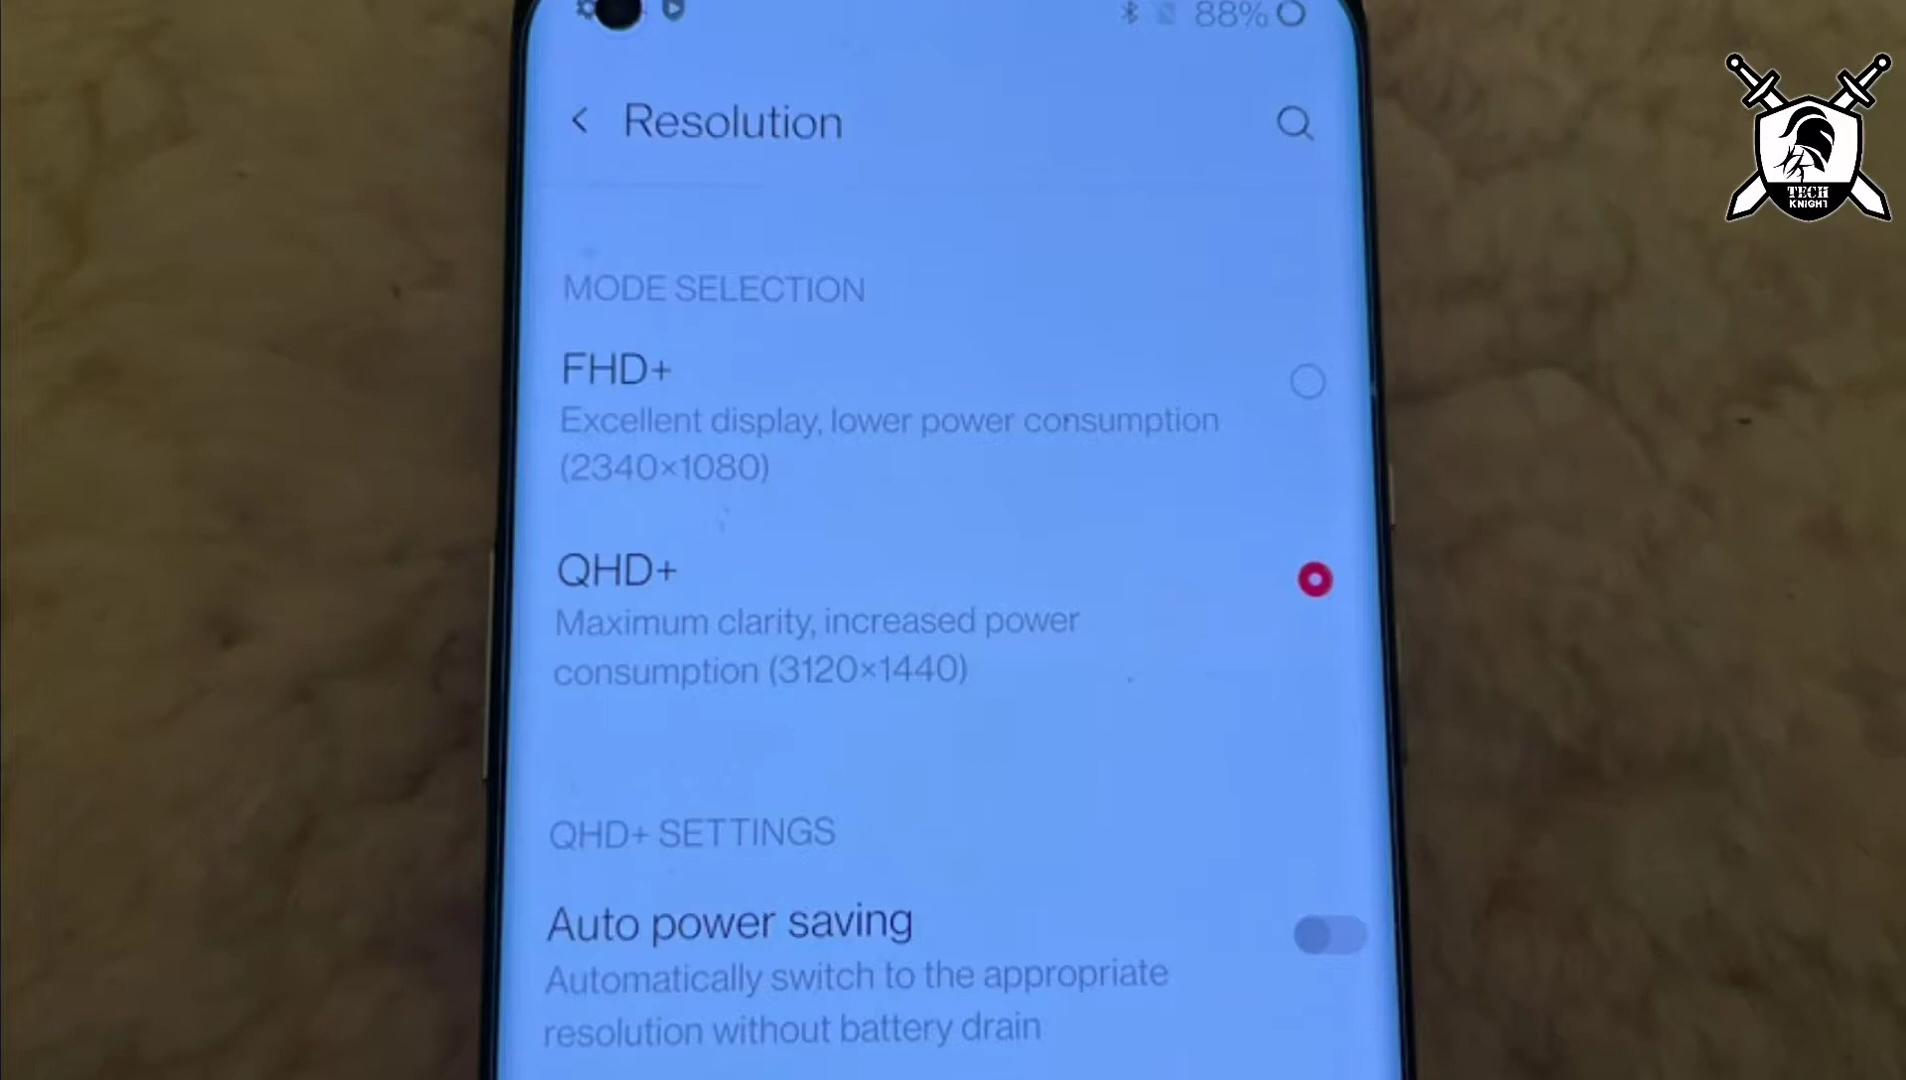 88%
Resolution
TECH
KNIGHT
MODE SELECTION
FHD+
Excellent display, lower power consumption
(2340×1080)
QHD+
Maximum clarity, increased power
consumption (3120×1440)
QHD+ SETTINGS
Auto power saving
Automatically switch to the appropriate
resolution without battery drain